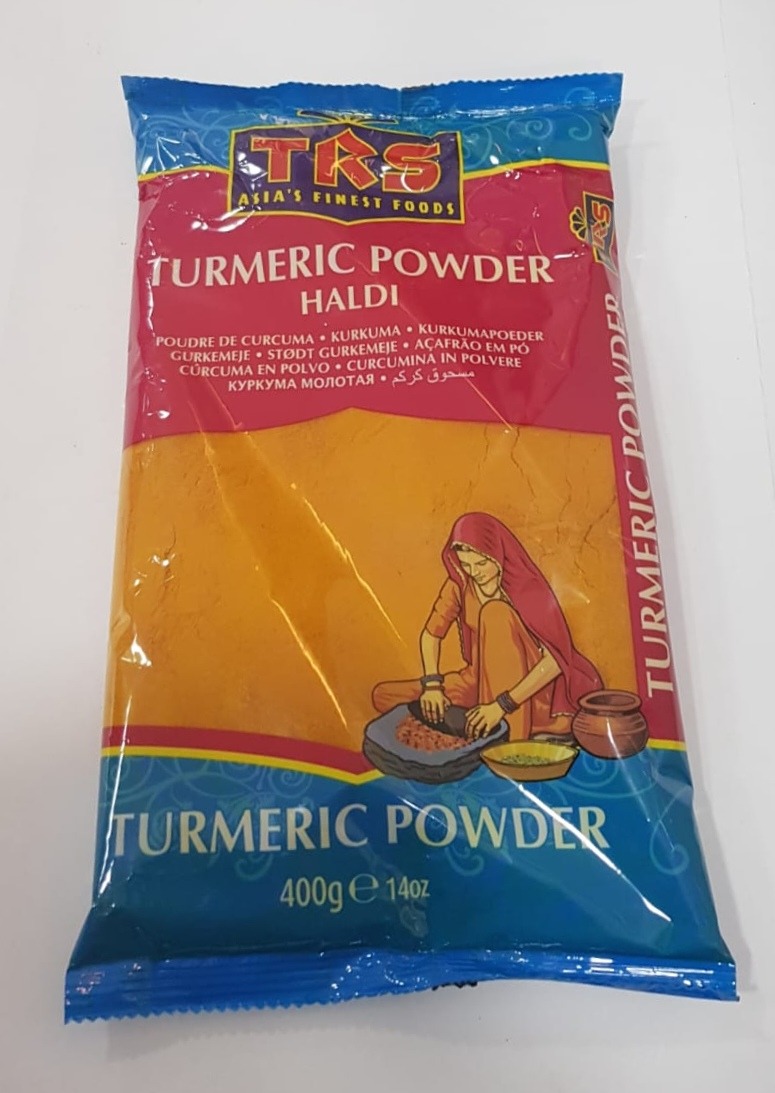 TRS
ASIA'S FINEST FOODS
TURMERIC POWDER
HALDI
POUDRE DE CURCUMA • KURKUMA • KURKUMAPOEDER
GURKEMEJE • STØDT GURKEMEJE • AÇAFRÃO EM PÓ
CÚRCUMA EN POLVO • CURCUMINA IN POLVERE
КУРКУМА МОЛОТАЯ • مسحوق كركم
TURMERIC POWDER
400g ℮ 14oz
TRS
TURMERIC POWDER